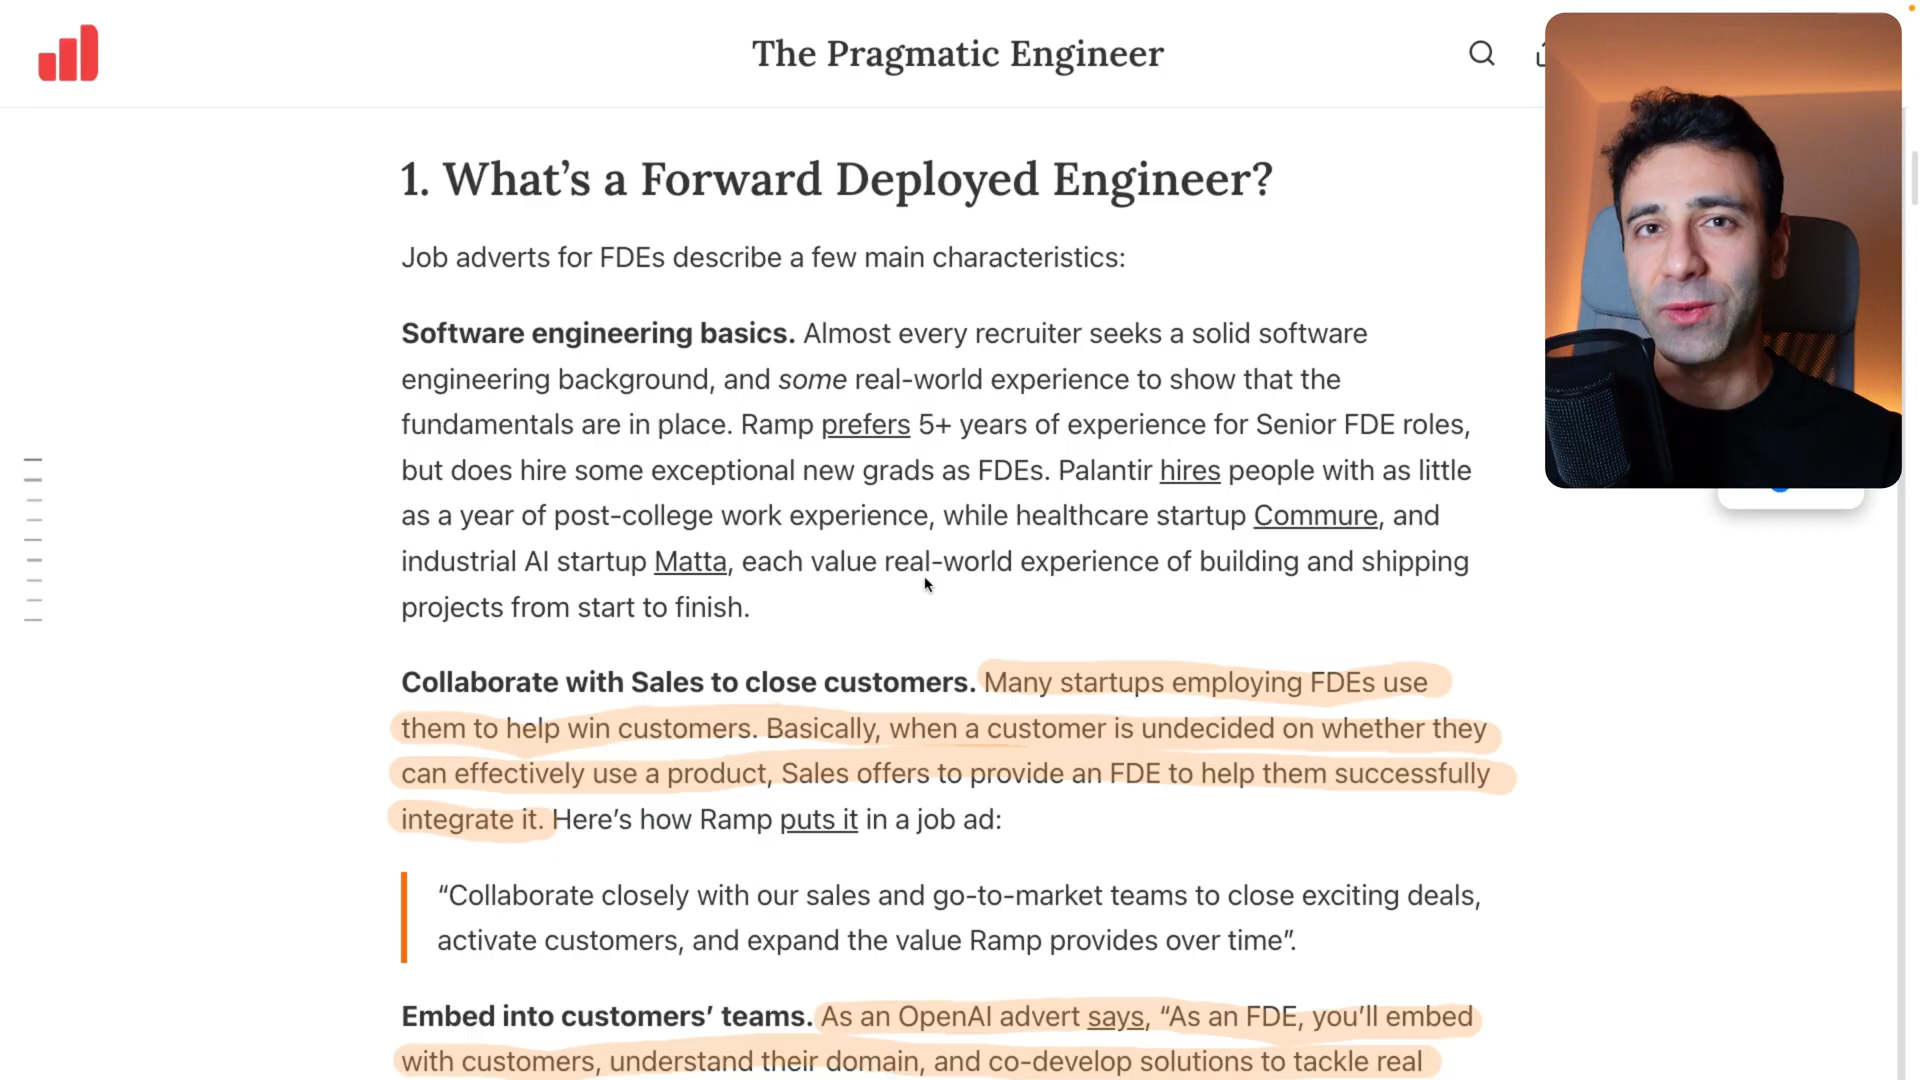 The Pragmatic Engineer
1. What’s a Forward Deployed Engineer?
Job adverts for FDEs describe a few main characteristics:
Software engineering basics. Almost every recruiter seeks a solid software
engineering background, and some real-world experience to show that the
fundamentals are in place. Ramp prefers 5+ years of experience for Senior FDE roles,
but does hire some exceptional new grads as FDEs. Palantir hires people with as little
as a year of post-college work experience, while healthcare startup Commure, and
industrial AI startup Matta, each value real-world experience of building and shipping
projects from start to finish.
Collaborate with Sales to close customers. Many startups employing FDEs use
them to help win customers. Basically, when a customer is undecided on whether they
can effectively use a product, Sales offers to provide an FDE to help them successfully
integrate it. Here’s how Ramp puts it in a job ad:
“Collaborate closely with our sales and go-to-market teams to close exciting deals,
activate customers, and expand the value Ramp provides over time”.
Embed into customers’ teams. As an OpenAI advert says, “As an FDE, you’ll embed
with customers, understand their domain, and co-develop solutions to tackle real